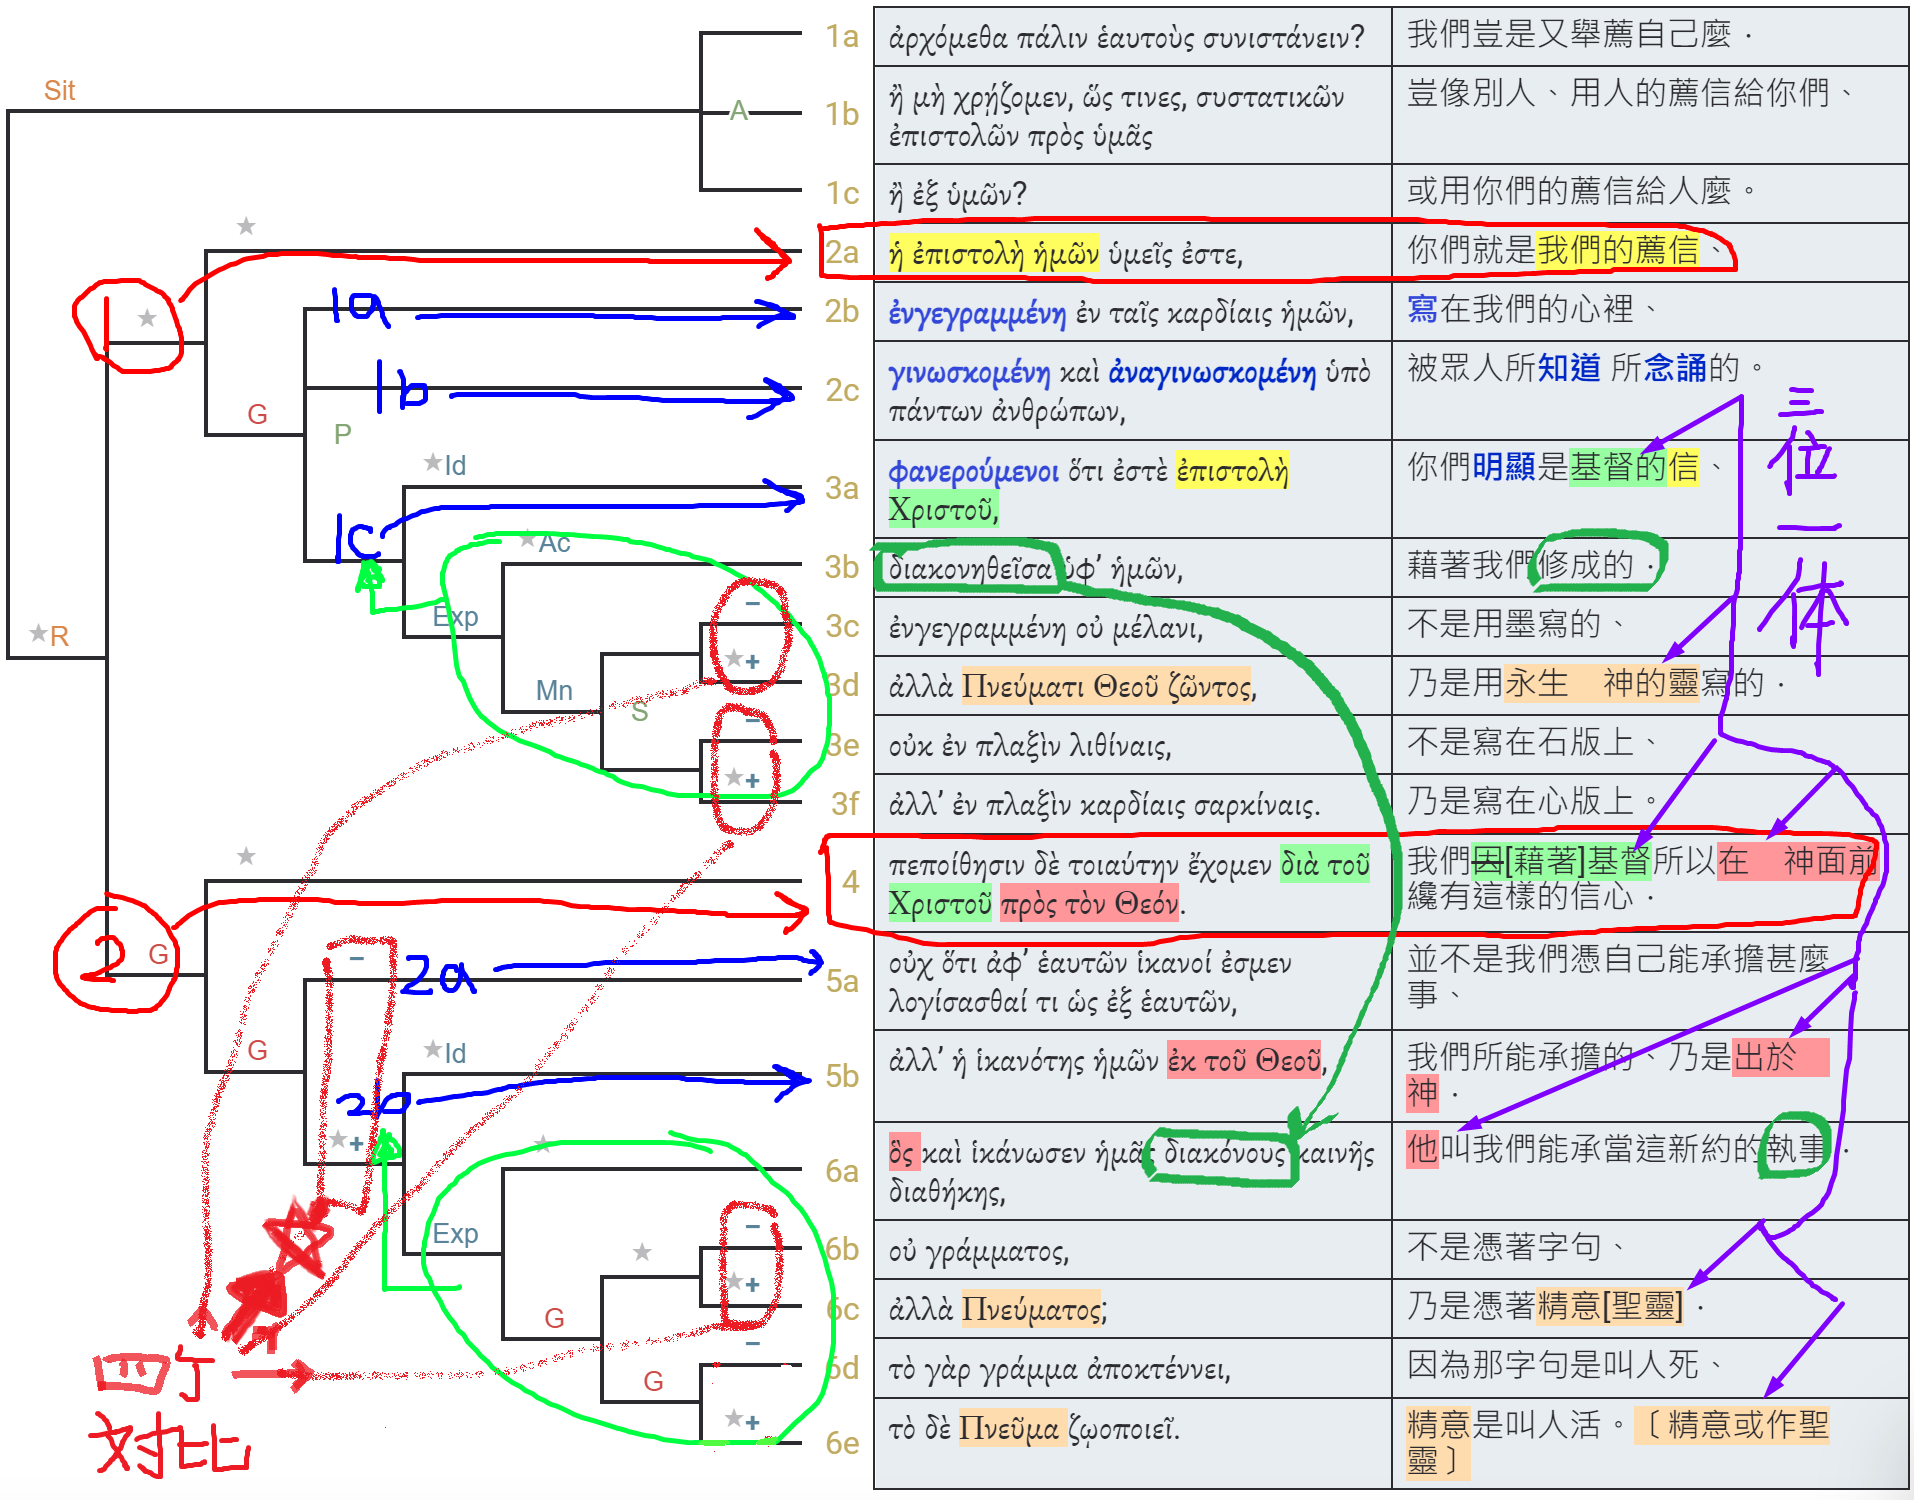 Sit
A
1a ἀρχόμεθα πάλιν ἑαυτοὺς συνιστάνειν? 我們豈是又舉薦自己麼．
1b ἢ μὴ χρῄζομεν, ὥς τινες, συστατικῶν 豈像別人、用人的薦信給你們、
ἐπιστολῶν πρὸς ὑμᾶς
1c ἢ ἐξ ὑμῶν? 或用你們的薦信給人麼。
★
2a ἡ ἐπιστολὴ ἡμῶν ὑμεῖς ἐστε, 你們就是我們的薦信、
1 ★
1a
2b ἐνγεγραμμένη ἐν ταῖς καρδίαις ἡμῶν, 寫在我們的心裡、
G
P
1b
2c γινωσκομένη καὶ ἀναγινωσκομένη ὑπὸ 被眾人所知道 所念誦的。
πάντων ἀνθρώπων,
三位一体
★Id
1c
3a φανερούμενοι ὅτι ἐστὲ ἐπιστολὴ 你們明顯是基督的信、
Χριστοῦ,
★Ac
3b διακονηθεῖσα ὑφ’ ἡμῶν, 藉著我們修成的．
★R
Exp
−
3c ἐνγεγραμμένη οὐ μέλανι, 不是用墨寫的、
Mn
★+
3d ἀλλὰ Πνεύματι Θεοῦ ζῶντος, 乃是用永生　神的靈寫的．
S
−
3e οὐκ ἐν πλαξὶν λιθίναις, 不是寫在石版上、
★+
3f ἀλλ’ ἐν πλαξὶν καρδίαις σαρκίναις. 乃是寫在心版上。
★
4 πεποίθησιν δὲ τοιαύτην ἔχομεν διὰ τοῦ 我們因[藉著]基督所以在　神面前
Χριστοῦ πρὸς τὸν Θεόν. 纔有這樣的信心．
2 G
−
2a
5a οὐχ ὅτι ἀφ’ ἑαυτῶν ἱκανοί ἐσμεν 並不是我們憑自己能承擔甚麼
λογίσασθαί τι ὡς ἐξ ἑαυτῶν, 事、
G
★Id
5b ἀλλ’ ἡ ἱκανότης ἡμῶν ἐκ τοῦ Θεοῦ, 我們所能承擔的、乃是出於
神．
★+
★
6a ὃς καὶ ἱκάνωσεν ἡμᾶς διακόνους καινῆς 他叫我們能承當這新約的執事．
διαθήκης,
Exp
★
−
6b οὐ γράμματος, 不是憑著字句、
G
★+
6c ἀλλὰ Πνεύματος; 乃是憑著精意[聖靈]．
−
6d τὸ γὰρ γράμμα ἀποκτέννει, 因為那字句是叫人死、
G
★+
6e τὸ δὲ Πνεῦμα ζῳοποιεῖ. 精意是叫人活。〔精意或作聖
靈〕
四个
对比